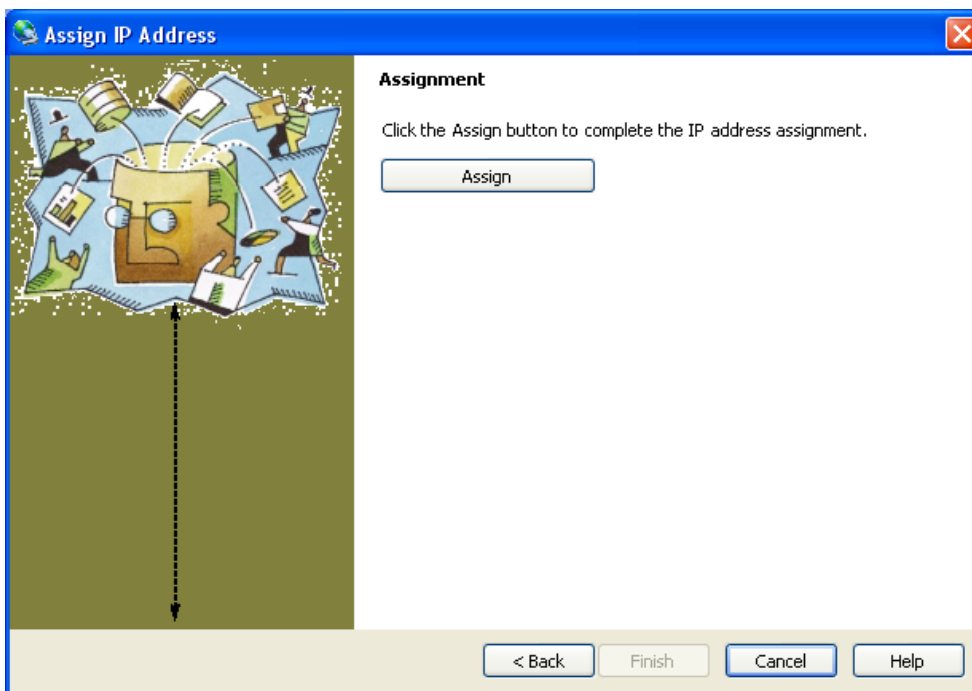 Assign IP Address
Assignment
Click the Assign button to complete the IP address assignment.
Assign
< Back
Finish
Cancel
Help